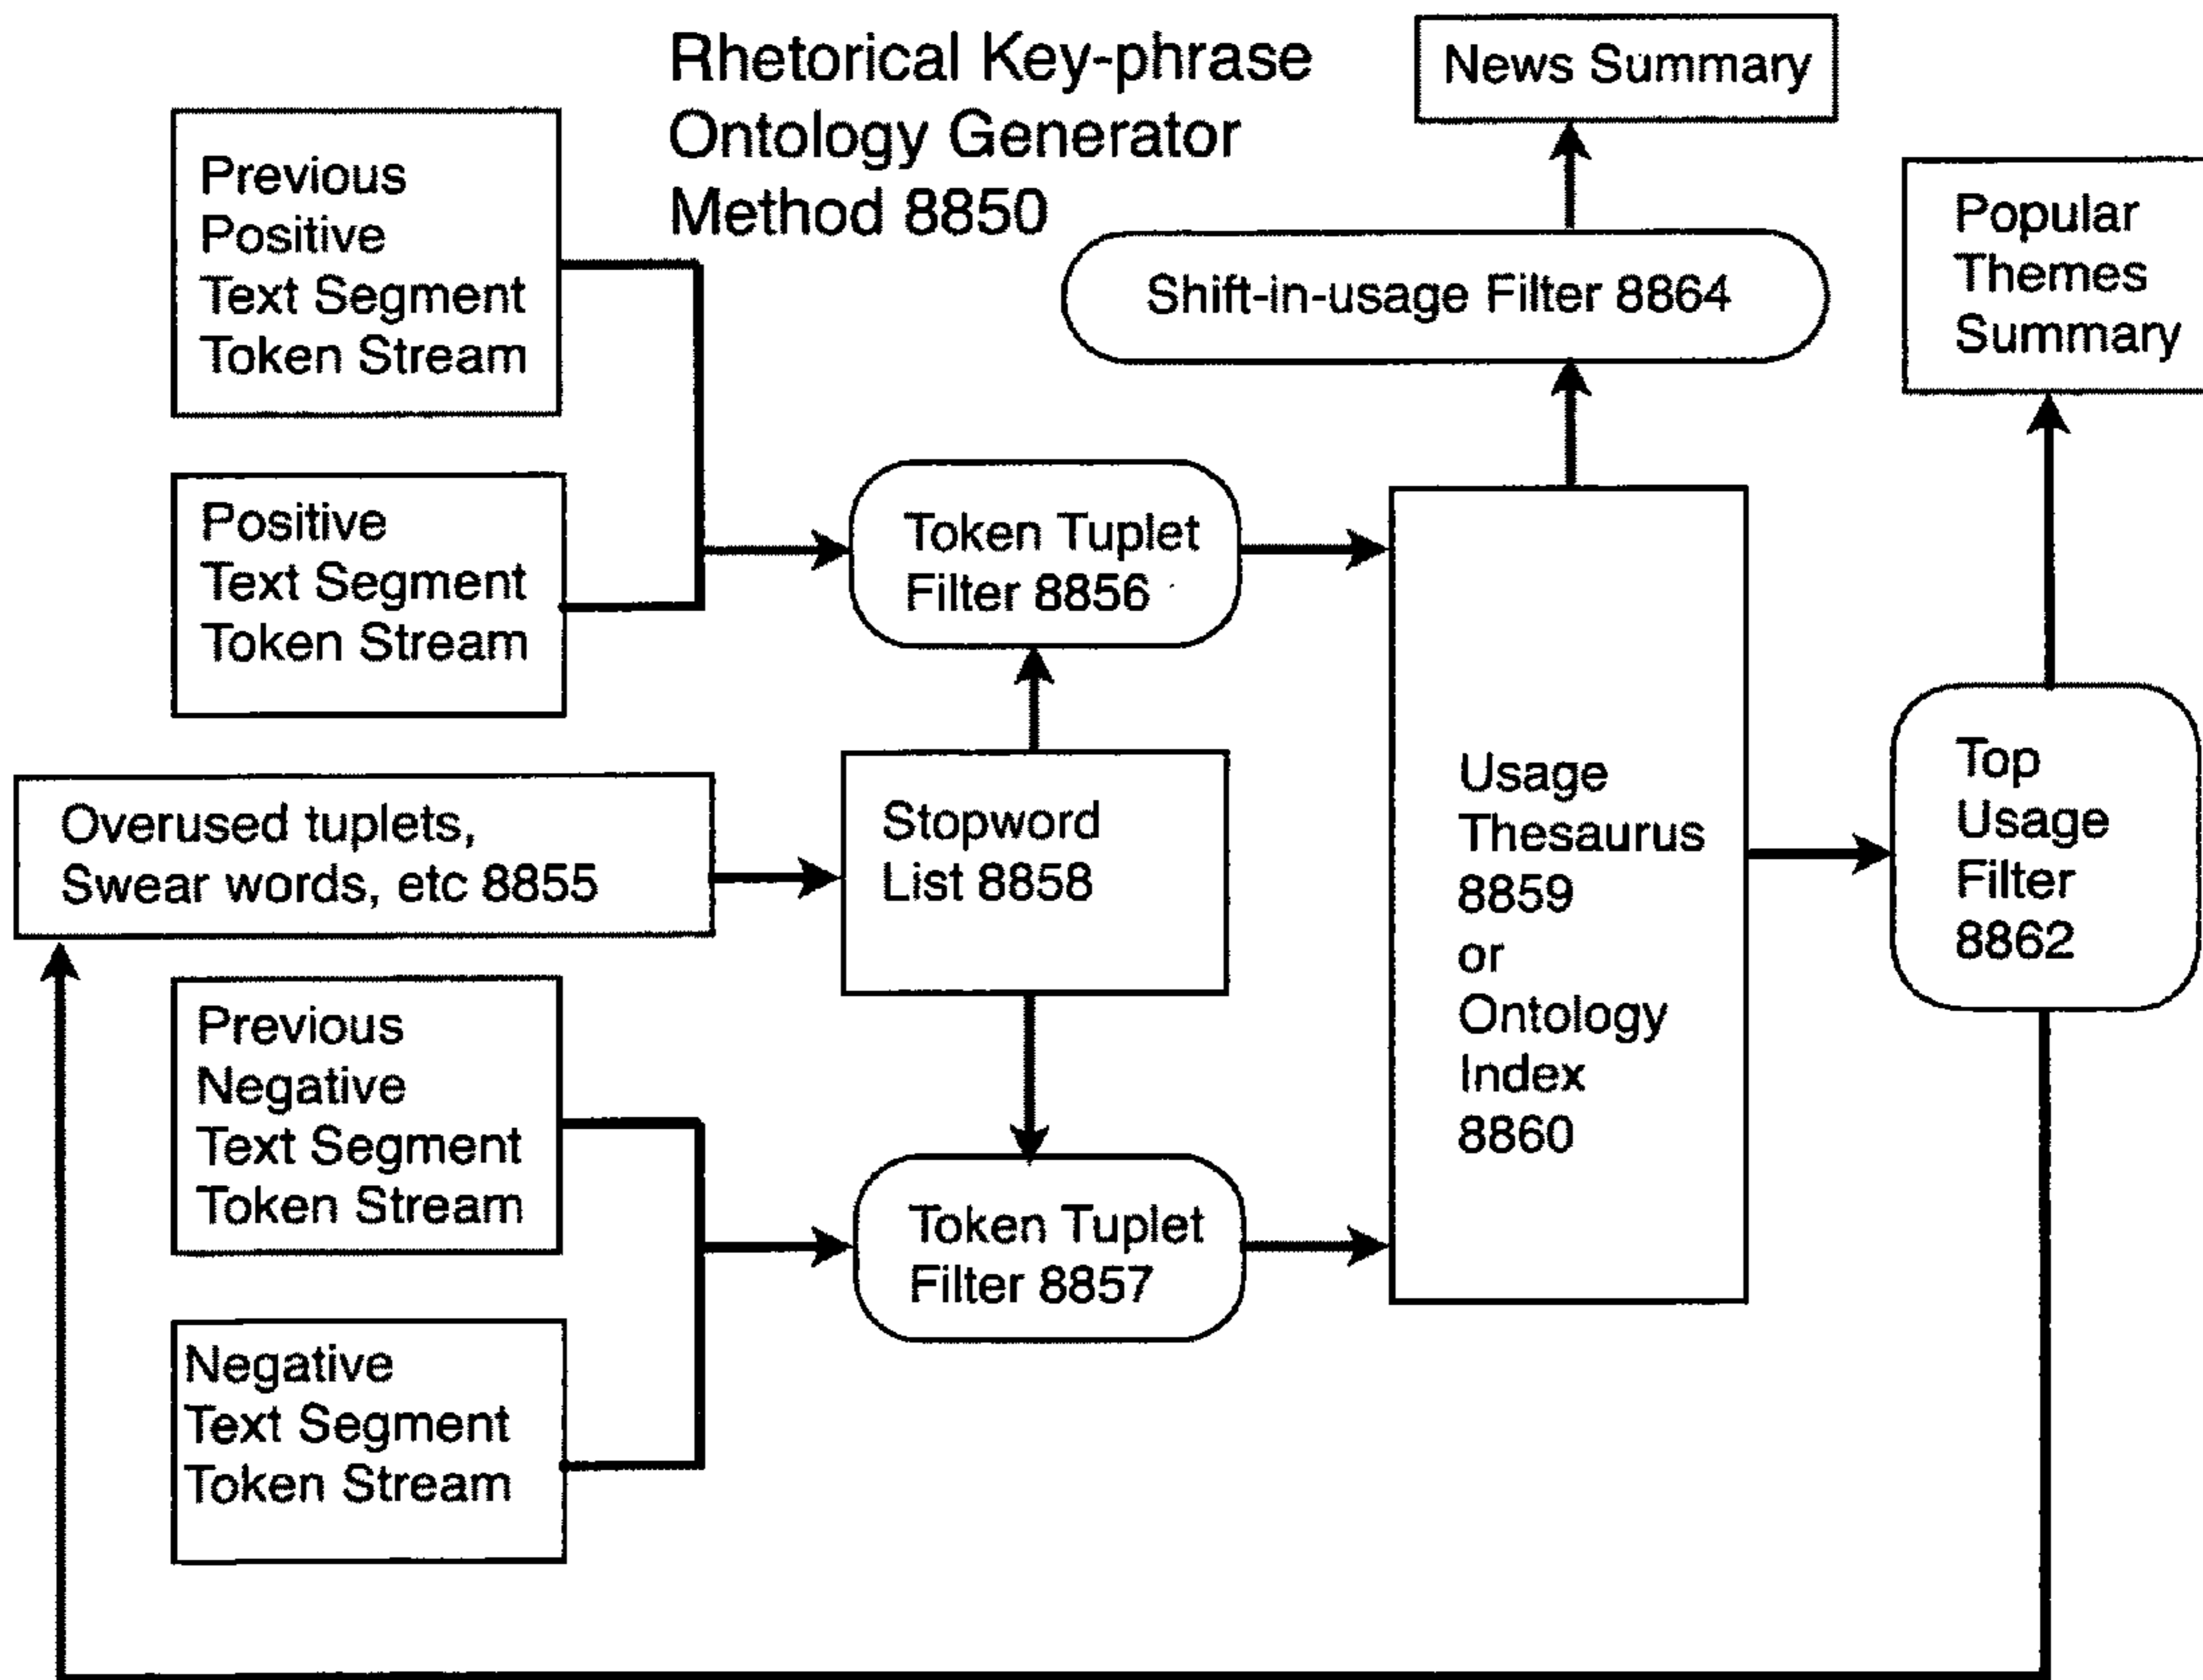 Rhetorical Key-phrase
Ontology Generator
Method 8850
News Summary
Previous
Positive
Text Segment
Token Stream
Shift-in-usage Filter 8864
Popular
Themes
Summary
Positive
Text Segment
Token Stream
Token Tuplet
Filter 8856
Overused tuplets,
Swear words, etc 8855
Stopword
List 8858
Usage
Thesaurus
8859
or
Ontology
Index
8860
Top
Usage
Filter
8862
Previous
Negative
Text Segment
Token Stream
Token Tuplet
Filter 8857
Negative
Text Segment
Token Stream